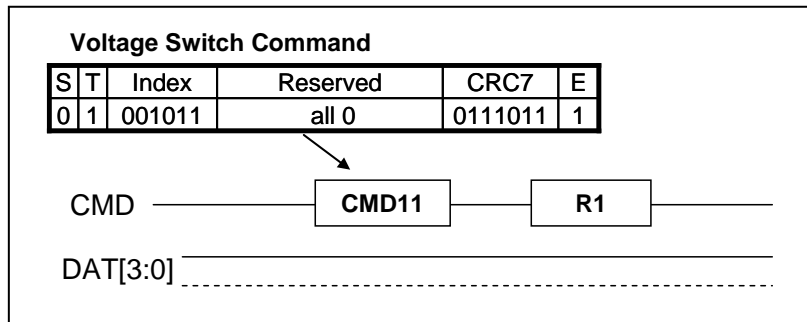 Voltage Switch Command
S T Index Reserved CRC7 E
0 1 001011 all 0 0111011 1
CMD CMD11 R1
DAT[3:0]